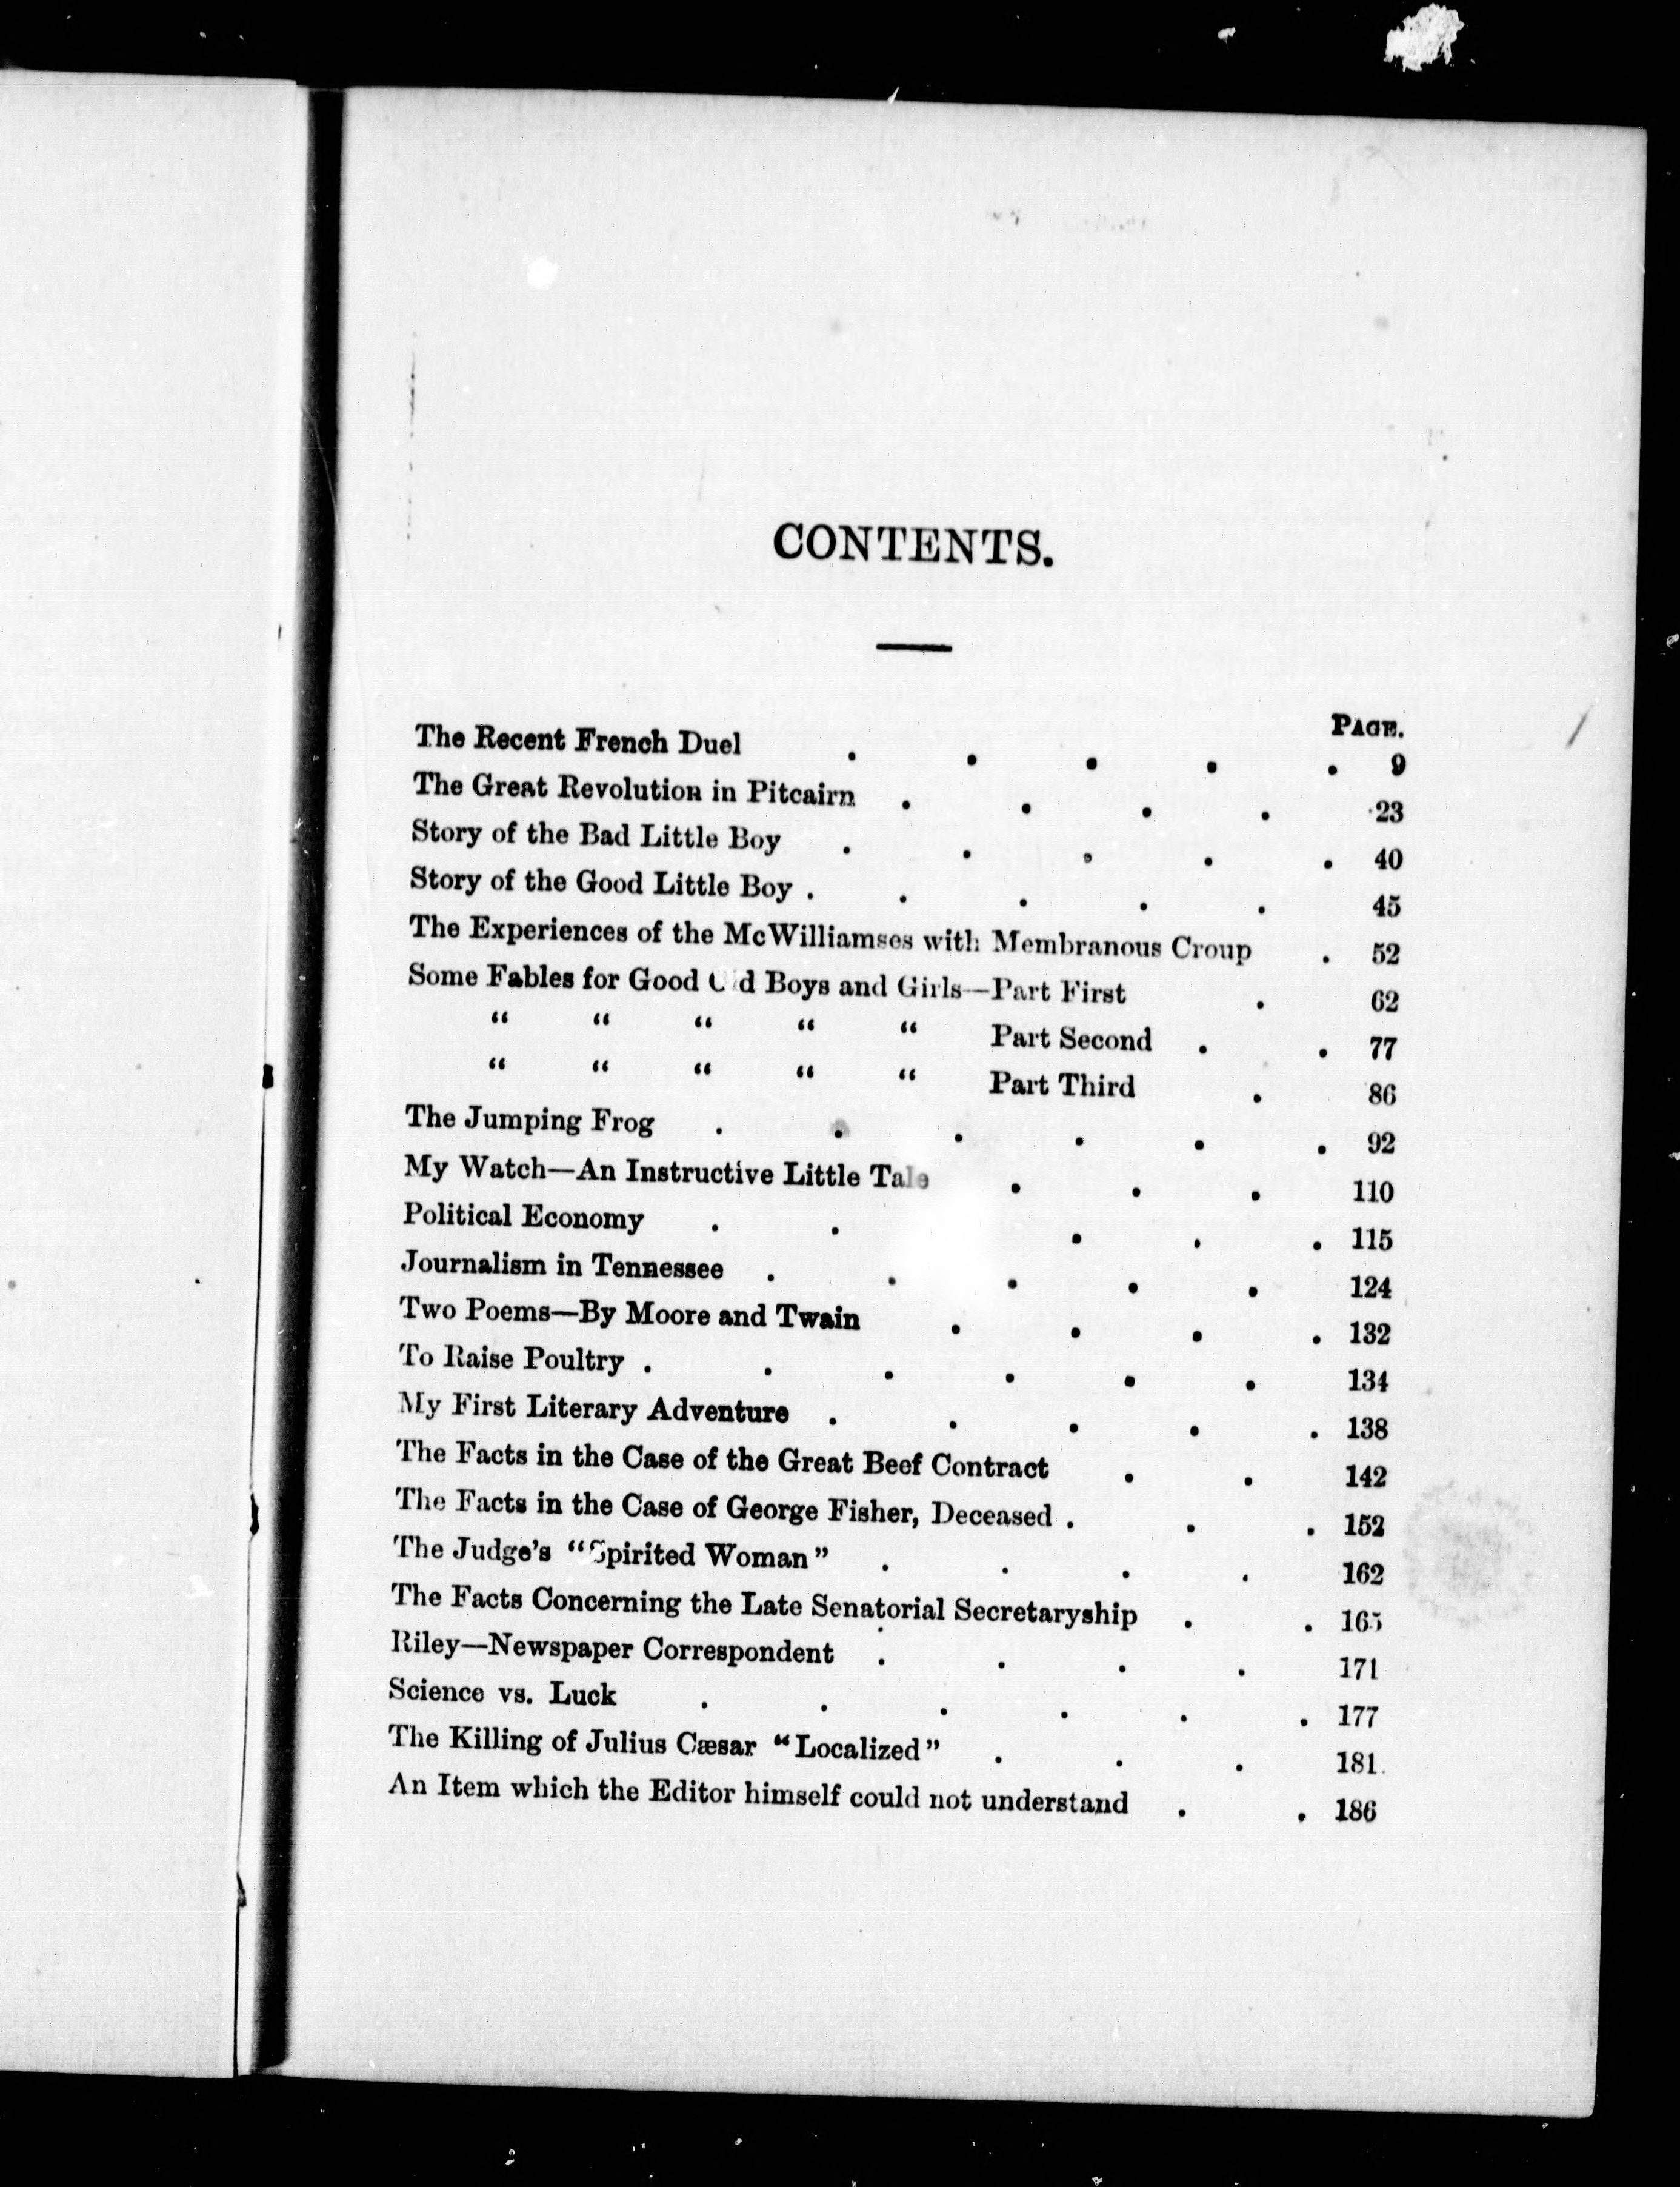 CONTENTS.
PAGE.
The Recent French Duel . . . . . 9
The Great Revolution in Pitcairn . . . . 23
Story of the Bad Little Boy . . . . . 40
Story of the Good Little Boy . . . . . 45
The Experiences of the McWilliamses with Membranous Croup . 52
Some Fables for Good Old Boys and Girls—Part First . 62
“ “ “ “ “ Part Second . . 77
“ “ “ “ “ Part Third . 86
The Jumping Frog . . . . . . 92
My Watch—An Instructive Little Tale . . . 110
Political Economy . . . . . 115
Journalism in Tennessee . . . . . 124
Two Poems—By Moore and Twain . . . . 132
To Raise Poultry . . . . . . 134
My First Literary Adventure . . . . . 138
The Facts in the Case of the Great Beef Contract . . 142
The Facts in the Case of George Fisher, Deceased . . . 152
The Judge's “Spirited Woman” . . . . 162
The Facts Concerning the Late Senatorial Secretaryship . . 165
Riley—Newspaper Correspondent . . . . 171
Science vs. Luck . . . . . . 177
The Killing of Julius Cæsar “Localized” . . . 181
An Item which the Editor himself could not understand . . 186